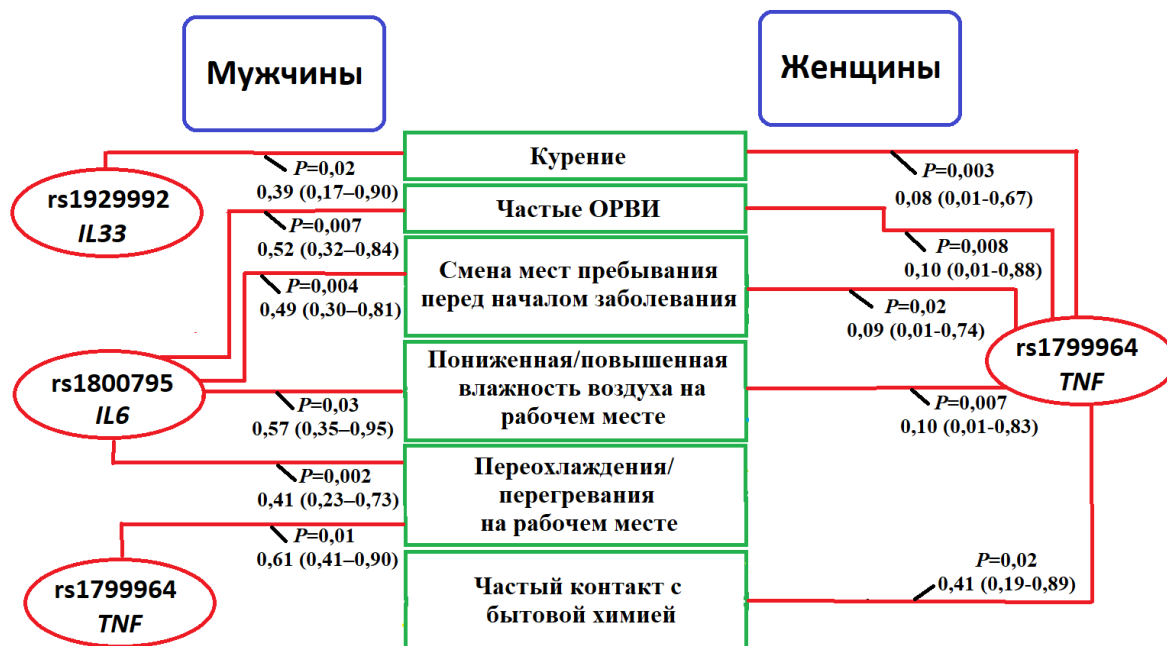 Мужчины
Женщины
Курение
Частые ОРВИ
Смена мест пребывания
перед началом заболевания
Пониженная/повышенная
влажность воздуха на
рабочем месте
Переохлаждения/
перегревания
на рабочем месте
Частый контакт с
бытовой химией
rs1929992
IL33
rs1800795
IL6
rs1799964
TNF
P=0,02
0,39 (0,17–0,90)
P=0,007
0,52 (0,32–0,84)
P=0,004
0,49 (0,30–0,81)
P=0,03
0,57 (0,35–0,95)
P=0,002
0,41 (0,23–0,73)
P=0,01
0,61 (0,41–0,90)
P=0,003
0,08 (0,01-0,67)
P=0,008
0,10 (0,01-0,88)
P=0,02
0,09 (0,01-0,74)
P=0,007
0,10 (0,01-0,83)
P=0,02
0,41 (0,19-0,89)
rs1799964
TNF